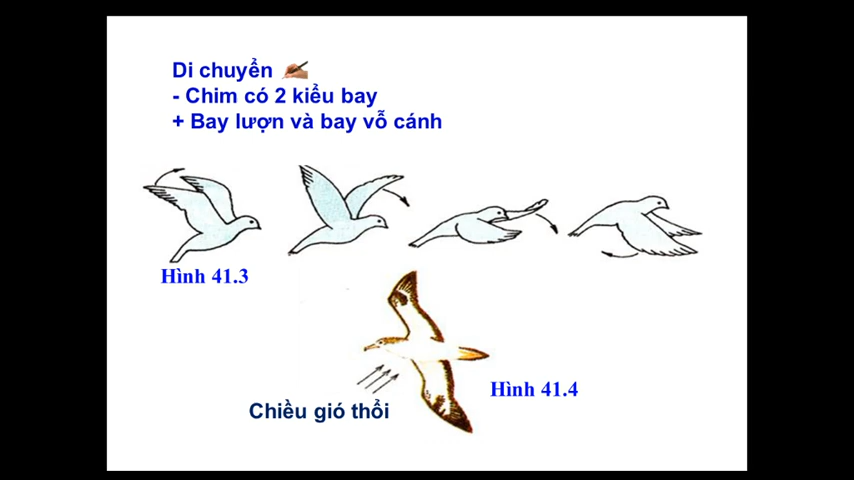 Di chuyển
- Chim có 2 kiểu bay
+ Bay lượn và bay vỗ cánh
Hình 41.3
Hình 41.4
Chiều gió thổi